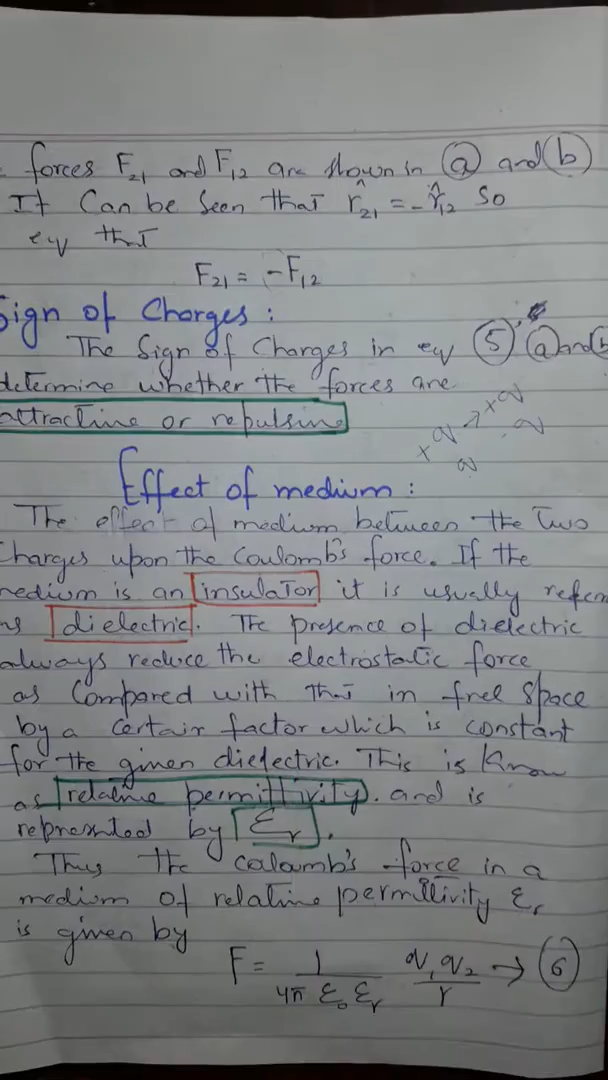 forces F₂₁ and F₁₂ are shown in (a) and (b)
It Can be Seen that r̂₂₁ = -r̂₁₂ So
eq that
F₂₁ = -F₁₂
Sign of Charges :
The Sign of Charges in eq (5) (a) and (b
determine whether the forces are
attractive or repulsive
Effect of medium :
The effect of medium between the two
Charges upon the Coulomb's force. If the
medium is an insulator it is usually refer
as dielectric. The presence of dielectric
always reduce the electrostatic force
as Compared with that in free Space
by a Certain factor which is constant
for the given dielectric. This is Know
as relative permittivity. and is
represnted by εr.
Thus the calamb's force in a
medium of relative permittivity εr
is given by
F = 1/4π ε₀ εr q₁q₂/r → (6)